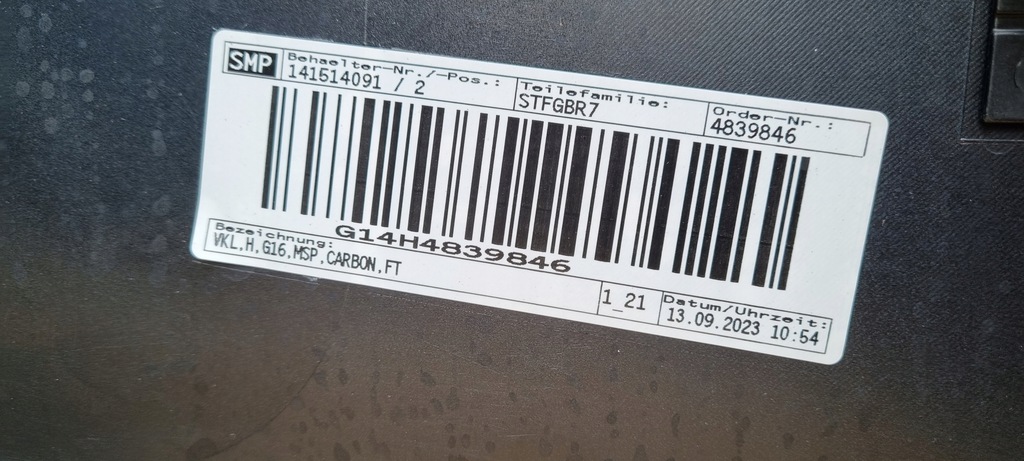 SMP
Behaelter-Nr./-Pos.:
141514091 / 2
Teilefamilie:
STFGBR7
Order-Nr.:
4839846
G14H4839846
Bezeichnung:
VKL,H,G16,MSP,CARBON,FT
1_21
Datum/Uhrzeit:
13.09.2023 10:54